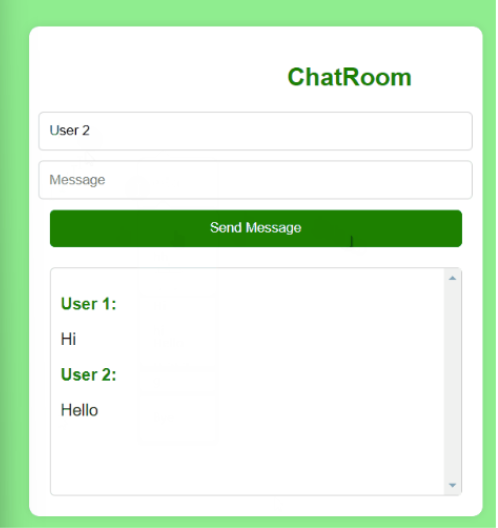 ChatRoom
User 2
Message
Send Message
User 1:
Hi
User 2:
Hello